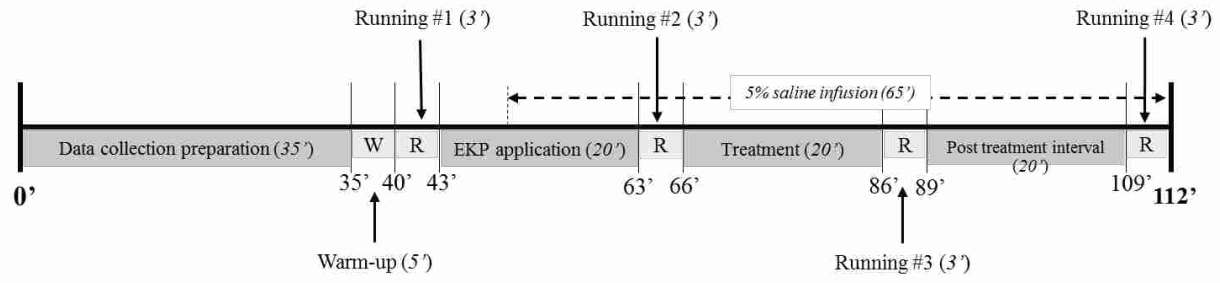 Running #1 (3’)
Running #2 (3’)
Running #4 (3’)
5% saline infusion (65’)
Data collection preparation (35’)
W
R
EKP application (20’)
R
Treatment (20’)
R
Post treatment interval
(20’)
R
0’
35’
40’
43’
63’
66’
86’
89’
109’
112’
Warm-up (5’)
Running #3 (3’)